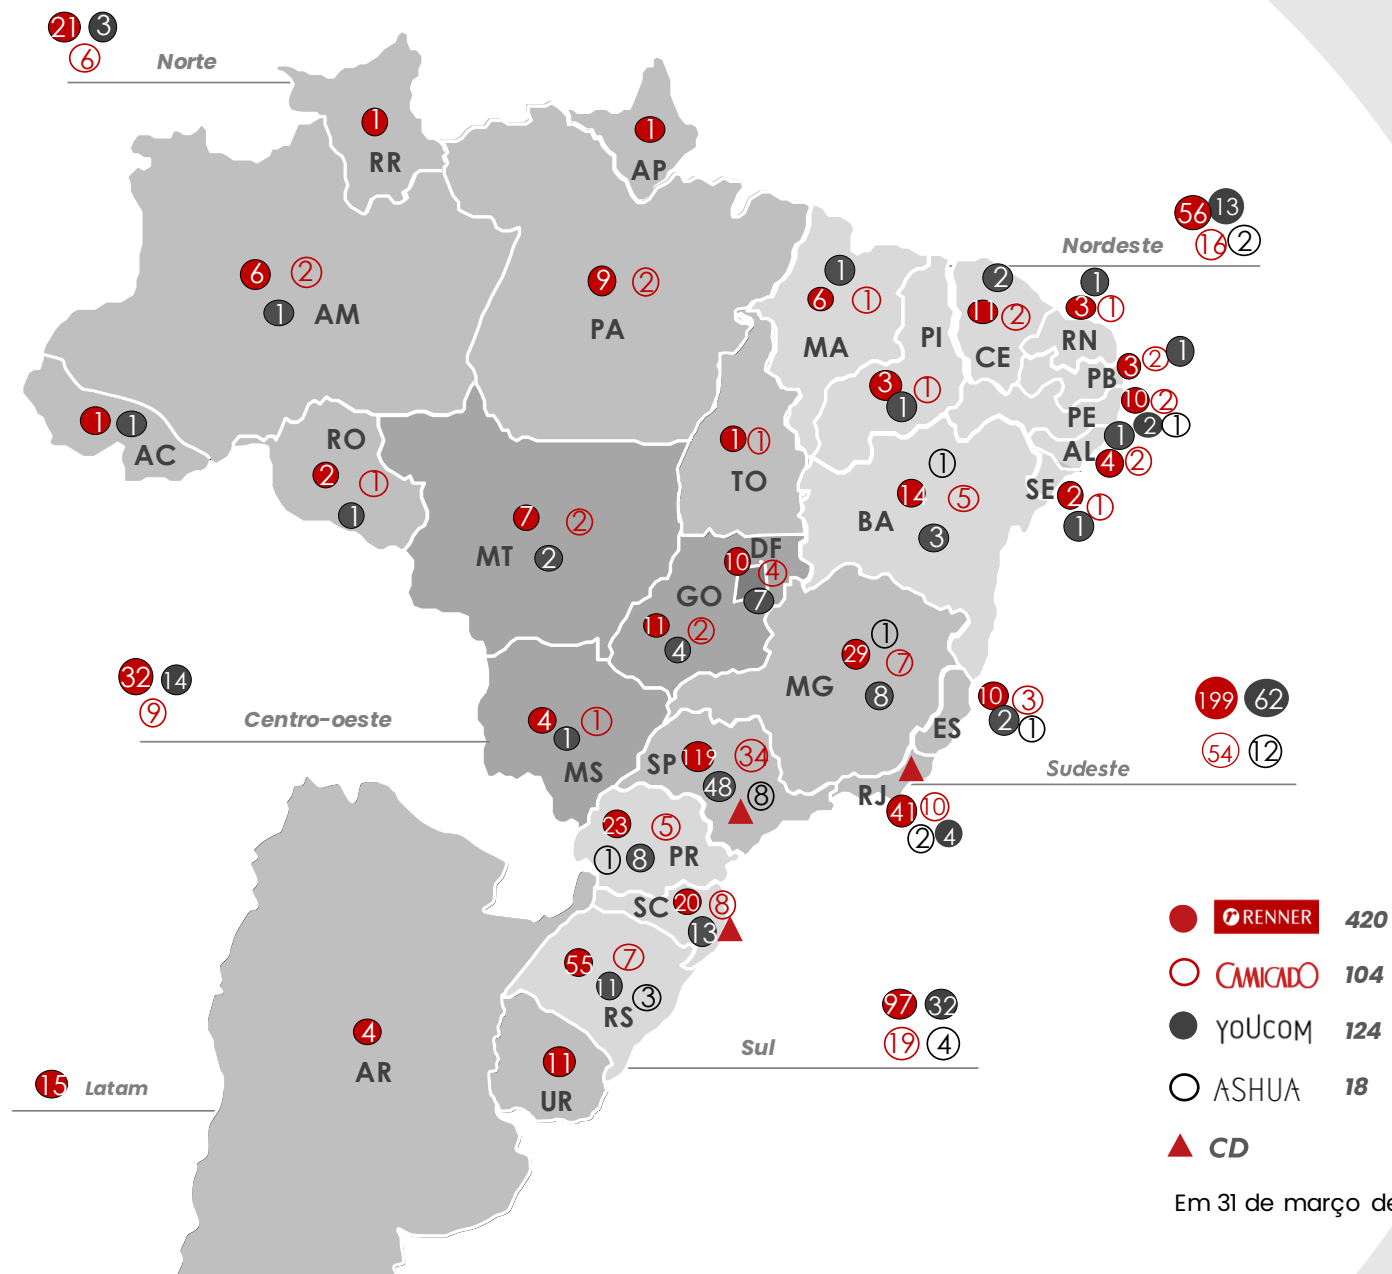 21 3
6
Norte
1
RR
1
AP
56 13
16 2
Nordeste
6 2
1 AM
9 2
PA
1
6 1
MA
PI
2
11 2
CE
1
3 1
RN
PB 3 2 1
3 1
1
PE 10 2
2 1
1
AL 4 2
1 1
AC
RO
2 1
1
1 1
TO
1
14 5
BA
3
SE 2 1
1
7 2
MT 2
DF
10 4
7
GO
11 2
4
32 14
9
Centro-oeste
1
29 7
MG
8
4 1
1
MS
10 3
ES 2 1
199 62
54 12
Sudeste
SP 119 34
48 8
RJ
41 10
2 4
23 5
1 8 PR
SC 20 8
13
55 7
11 3
RS
97 32
19 4
Sul
4
AR
11
UR
15 Latam
RENNER 420
CAMICADO 104
YOUCOM 124
ASHUA 18
CD
Em 31 de março de